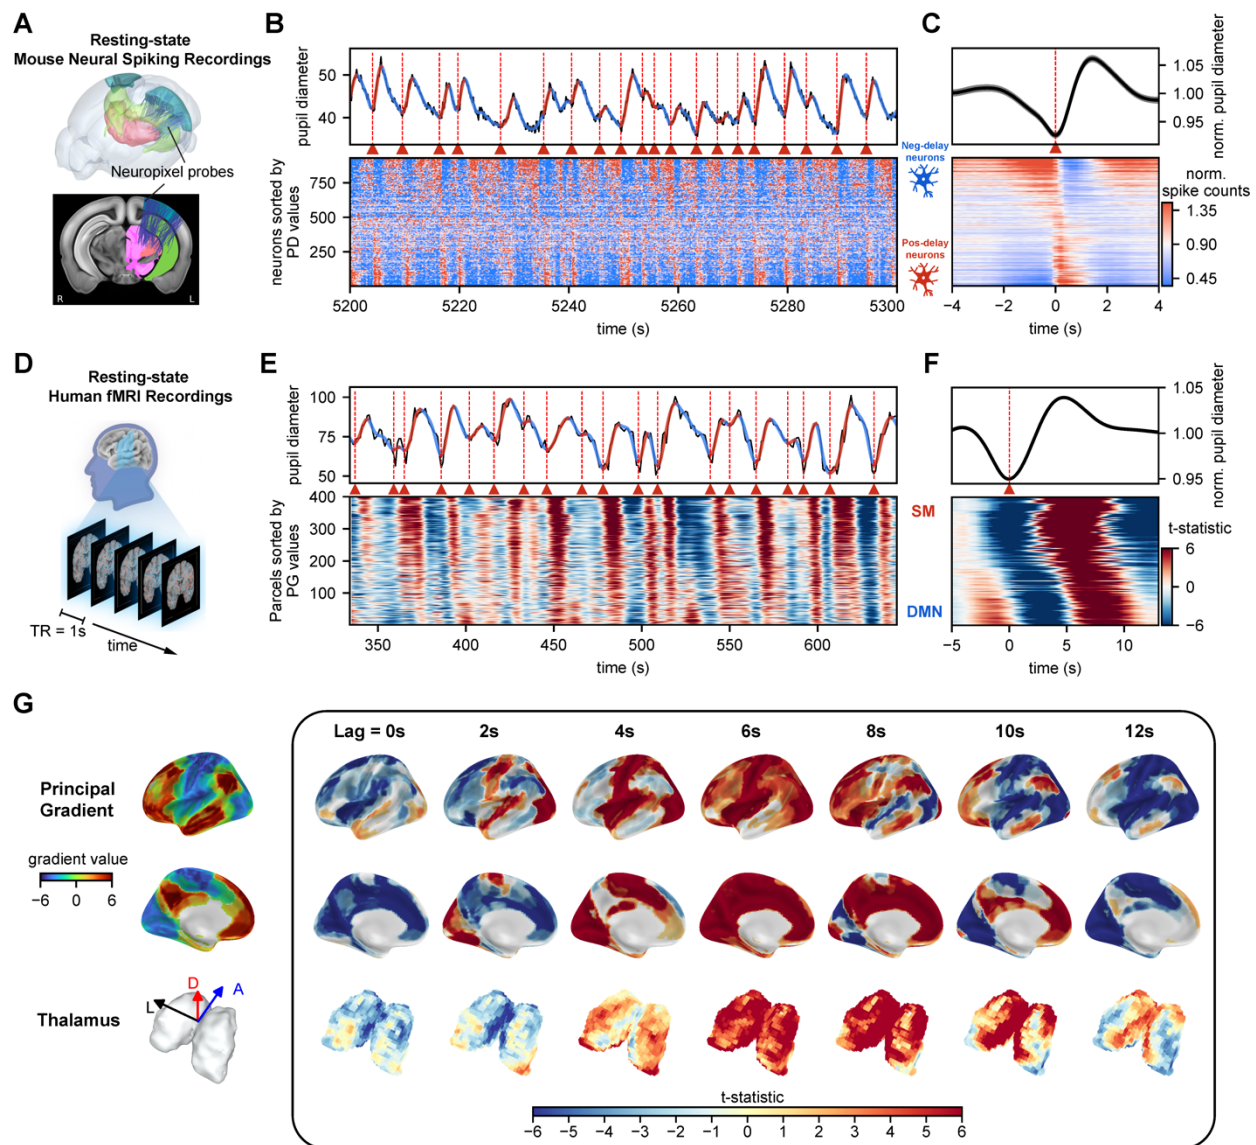 A
Resting-state
Mouse Neural Spiking Recordings
Neuropixel probes
R
L
B
pupil diameter
50
40
neurons sorted by
PD values
750
500
250
5200
5220
5240
5260
5280
5300
time (s)
Neg-delay
neurons
Pos-delay
neurons
C
1.05
1.00
0.95
norm. pupil diameter
norm.
spike counts
1.35
0.90
0.45
−4
−2
0
2
4
time (s)
D
Resting-state
Human fMRI Recordings
TR = 1s
time
E
pupil diameter
100
75
50
Parcels sorted by
PG values
400
300
200
100
350
400
450
500
550
600
time (s)
SM
DMN
F
1.05
1.00
0.95
norm. pupil diameter
t-statistic
6
0
−6
−5
0
5
10
time (s)
G
Lag = 0s
2s
4s
6s
8s
10s
12s
Principal
Gradient
gradient value
−6
0
6
Thalamus
L
D
A
t-statistic
−6
−5
−4
−3
−2
−1
0
1
2
3
4
5
6